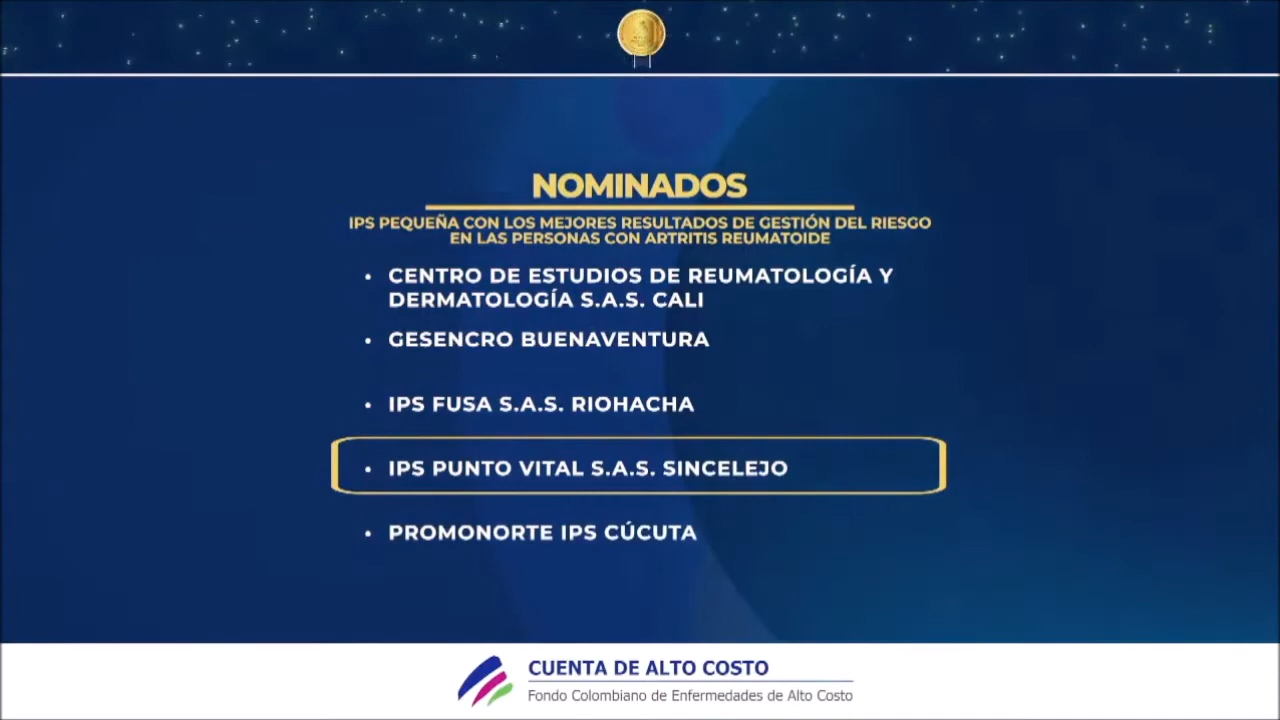 NOMINADOS
IPS PEQUEÑA CON LOS MEJORES RESULTADOS DE GESTIÓN DEL RIESGO
EN LAS PERSONAS CON ARTRITIS REUMATOIDE
• CENTRO DE ESTUDIOS DE REUMATOLOGÍA Y
DERMATOLOGÍA S.A.S. CALI
• GESENCRO BUENAVENTURA
• IPS FUSA S.A.S. RIOHACHA
• IPS PUNTO VITAL S.A.S. SINCELEJO
• PROMONORTE IPS CÚCUTA
CUENTA DE ALTO COSTO
Fondo Colombiano de Enfermedades de Alto Costo